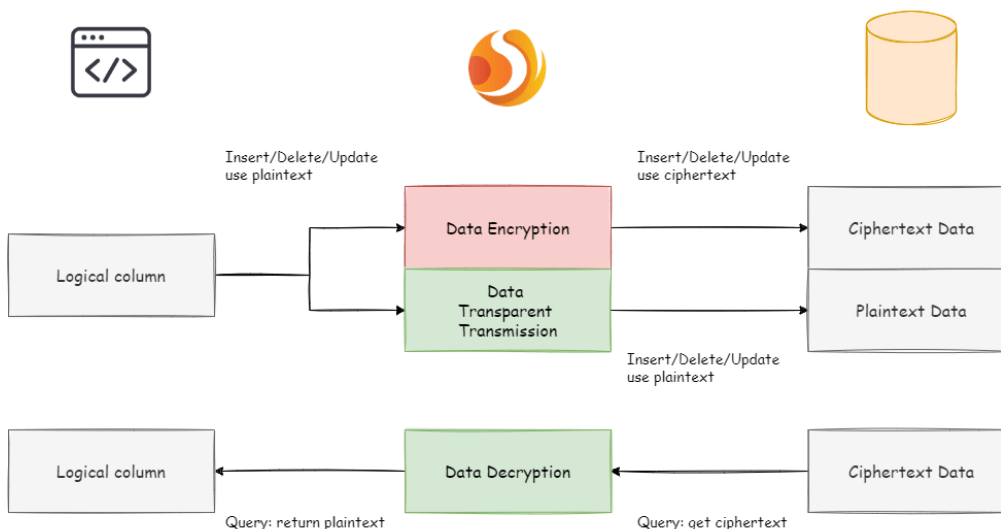 </>
Insert/Delete/Update
use plaintext
Insert/Delete/Update
use ciphertext
Logical column
Data Encryption
Ciphertext Data
Data
Transparent
Transmission
Plaintext Data
Insert/Delete/Update
use plaintext
Logical column
Data Decryption
Ciphertext Data
Query: return plaintext
Query: get ciphertext